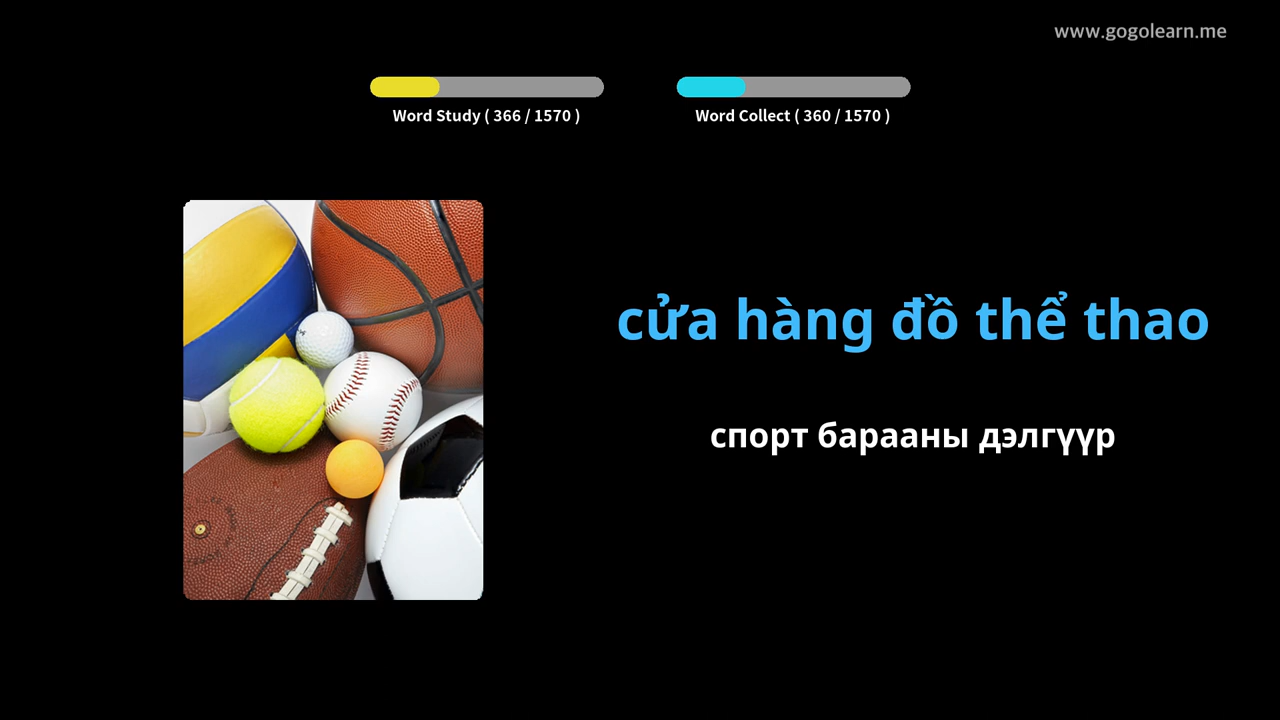 www.gogolearn.me
Word Study ( 366 / 1570 )
Word Collect ( 360 / 1570 )
cửa hàng đồ thể thao
спорт барааны дэлгүүр